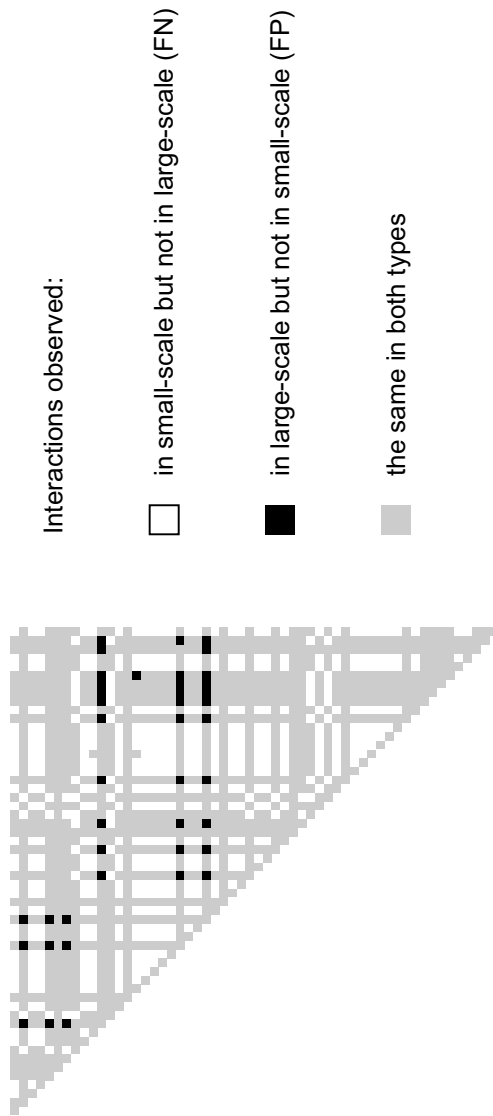 Interactions observed:
in small-scale but not in large-scale (FN)
in large-scale but not in small-scale (FP)
the same in both types